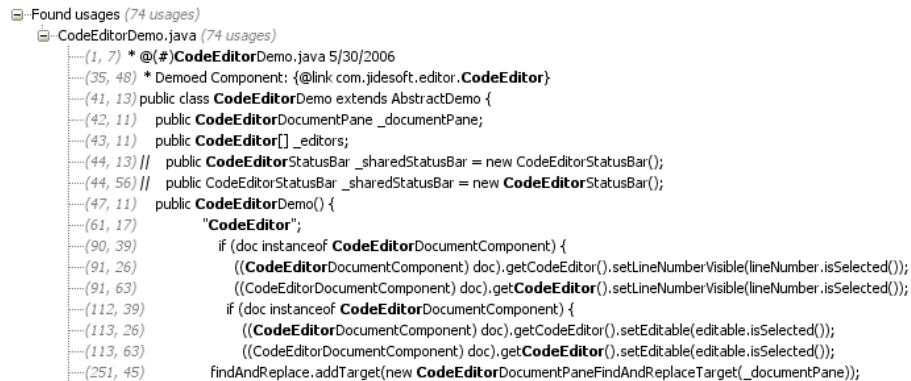 Found usages (74 usages)
CodeEditorDemo.java (74 usages)
(1, 7) * @(#)CodeEditorDemo.java 5/30/2006
(35, 48) * Demoed Component: {@link com.jidesoft.editor.CodeEditor}
(41, 13) public class CodeEditorDemo extends AbstractDemo {
(42, 11) public CodeEditorDocumentPane _documentPane;
(43, 11) public CodeEditor[] _editors;
(44, 13) // public CodeEditorStatusBar _sharedStatusBar = new CodeEditorStatusBar();
(44, 56) // public CodeEditorStatusBar _sharedStatusBar = new CodeEditorStatusBar();
(47, 11) public CodeEditorDemo() {
(61, 17) "CodeEditor";
(90, 39) if (doc instanceof CodeEditorDocumentComponent) {
(91, 26) ((CodeEditorDocumentComponent) doc).getCodeEditor().setLineNumberVisible(lineNumber.isSelected());
(91, 63) ((CodeEditorDocumentComponent) doc).getCodeEditor().setLineNumberVisible(lineNumber.isSelected());
(112, 39) if (doc instanceof CodeEditorDocumentComponent) {
(113, 26) ((CodeEditorDocumentComponent) doc).getCodeEditor().setEditable(editable.isSelected());
(113, 63) ((CodeEditorDocumentComponent) doc).getCodeEditor().setEditable(editable.isSelected());
(251, 45) findAndReplace.addTarget(new CodeEditorDocumentPaneFindAndReplaceTarget(_documentPane));